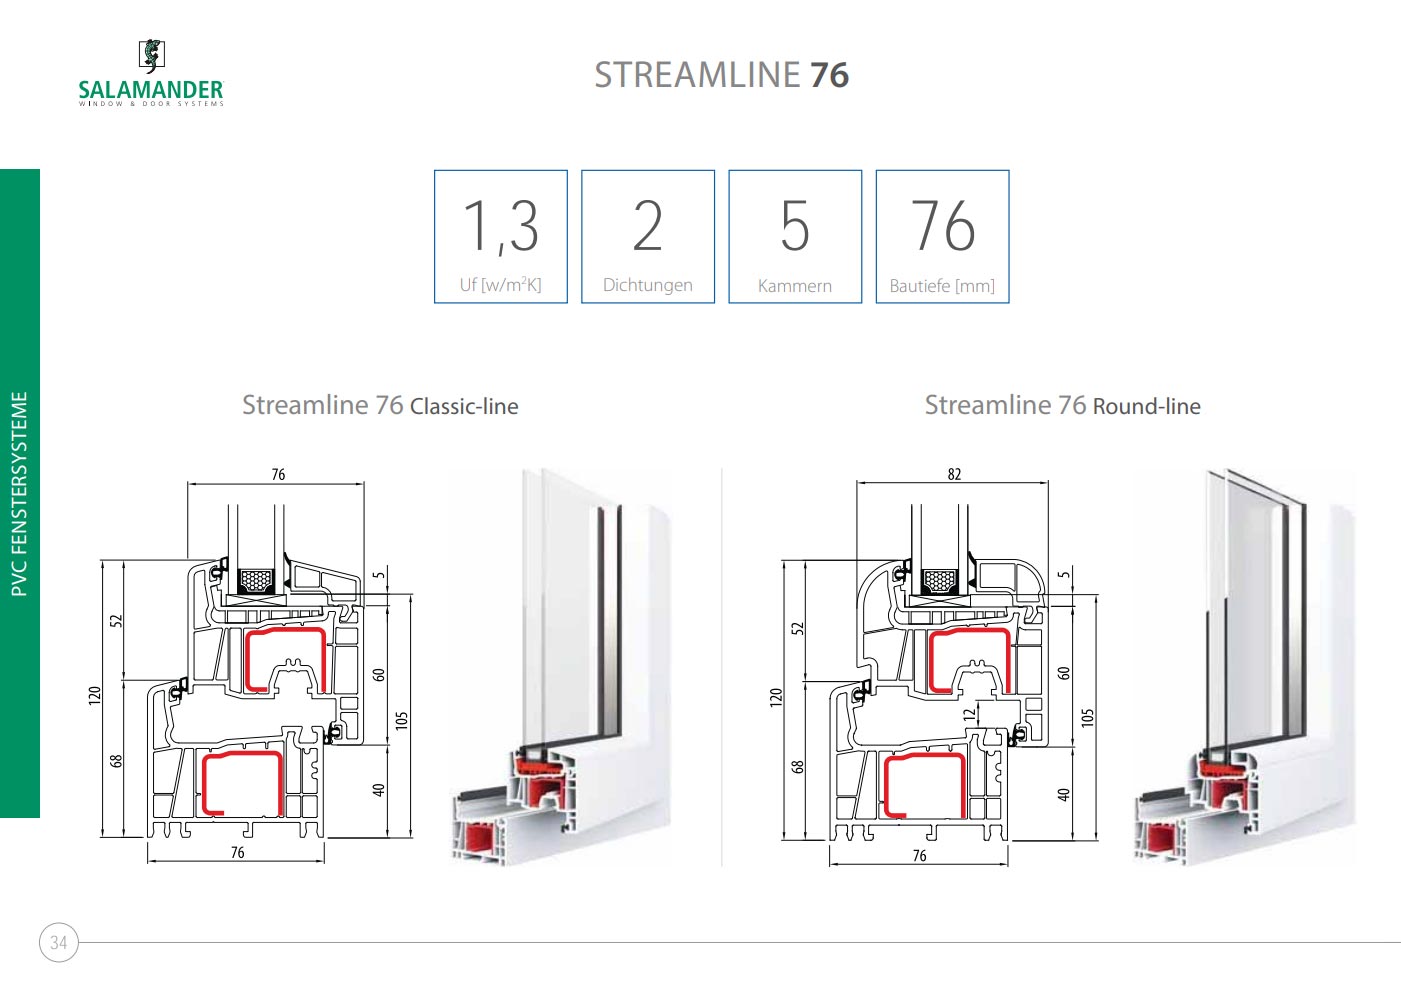 SALAMANDER
WINDOW & DOOR SYSTEMS
STREAMLINE 76
1,3
Uf [w/m²K]
2
Dichtungen
5
Kammern
76
Bautiefe [mm]
PVC FENSTERSYSTEME
Streamline 76 Classic-line
76
5
52
120
60
105
68
40
76
Streamline 76 Round-line
82
5
52
120
60
12
105
68
40
76
34